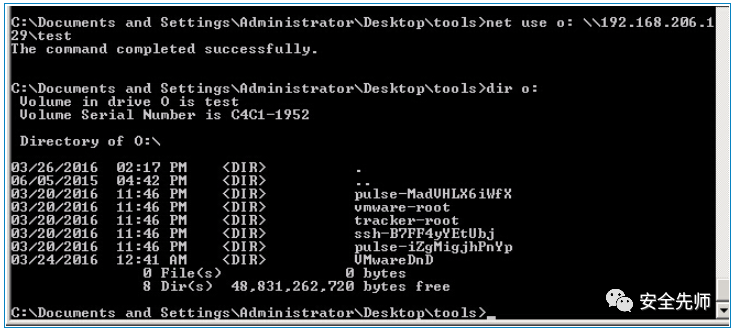 C:\Documents and Settings\Administrator\Desktop\tools>net use o: \\192.168.206.1
29\test
The command completed successfully.
C:\Documents and Settings\Administrator\Desktop\tools>dir o:
 Volume in drive O is test
 Volume Serial Number is C4C1-1952
 Directory of O:\
03/26/2016  02:17 PM    <DIR>          .
06/05/2015  04:42 PM    <DIR>          ..
03/20/2016  11:46 PM    <DIR>          pulse-MadVHLX6iWfX
03/20/2016  11:46 PM    <DIR>          vmware-root
03/20/2016  11:46 PM    <DIR>          tracker-root
03/20/2016  11:46 PM    <DIR>          ssh-B7FF4yYEtUbj
03/20/2016  11:46 PM    <DIR>          pulse-iZgMigjhPnYp
03/24/2016  12:41 AM    <DIR>          VMwareDnD
               0 File(s)              0 bytes
               8 Dir(s)  48,831,262,720 bytes free
C:\Documents and Settings\Administrator\Desktop\tools>_
安全先师